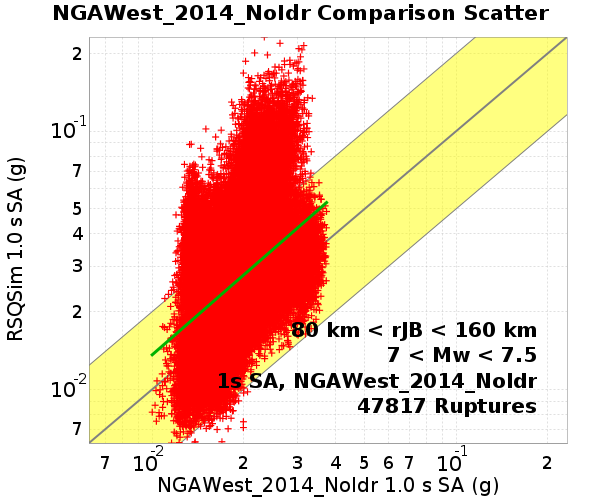 NGAWest_2014_NoIdr Comparison Scatter
RSQSim 1.0 s SA (g)
2
10-1
7
5
4
3
2
10-2
7
80 km < rJB < 160 km
7 < Mw < 7.5
1s SA, NGAWest_2014_NoIdr
47817 Ruptures
7 10-2 2 3 4 5 6 7 10-1 2
NGAWest_2014_NoIdr 1.0 s SA (g)